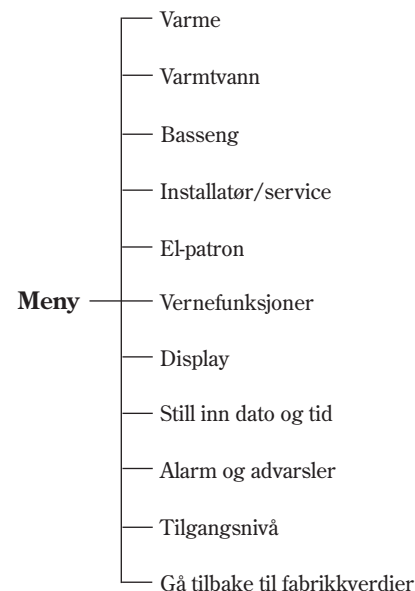 Varme
Varmtvann
Basseng
Installatør/service
El-patron
Meny
Vernefunksjoner
Display
Still inn dato og tid
Alarm og advarsler
Tilgangsnivå
Gå tilbake til fabrikkverdier